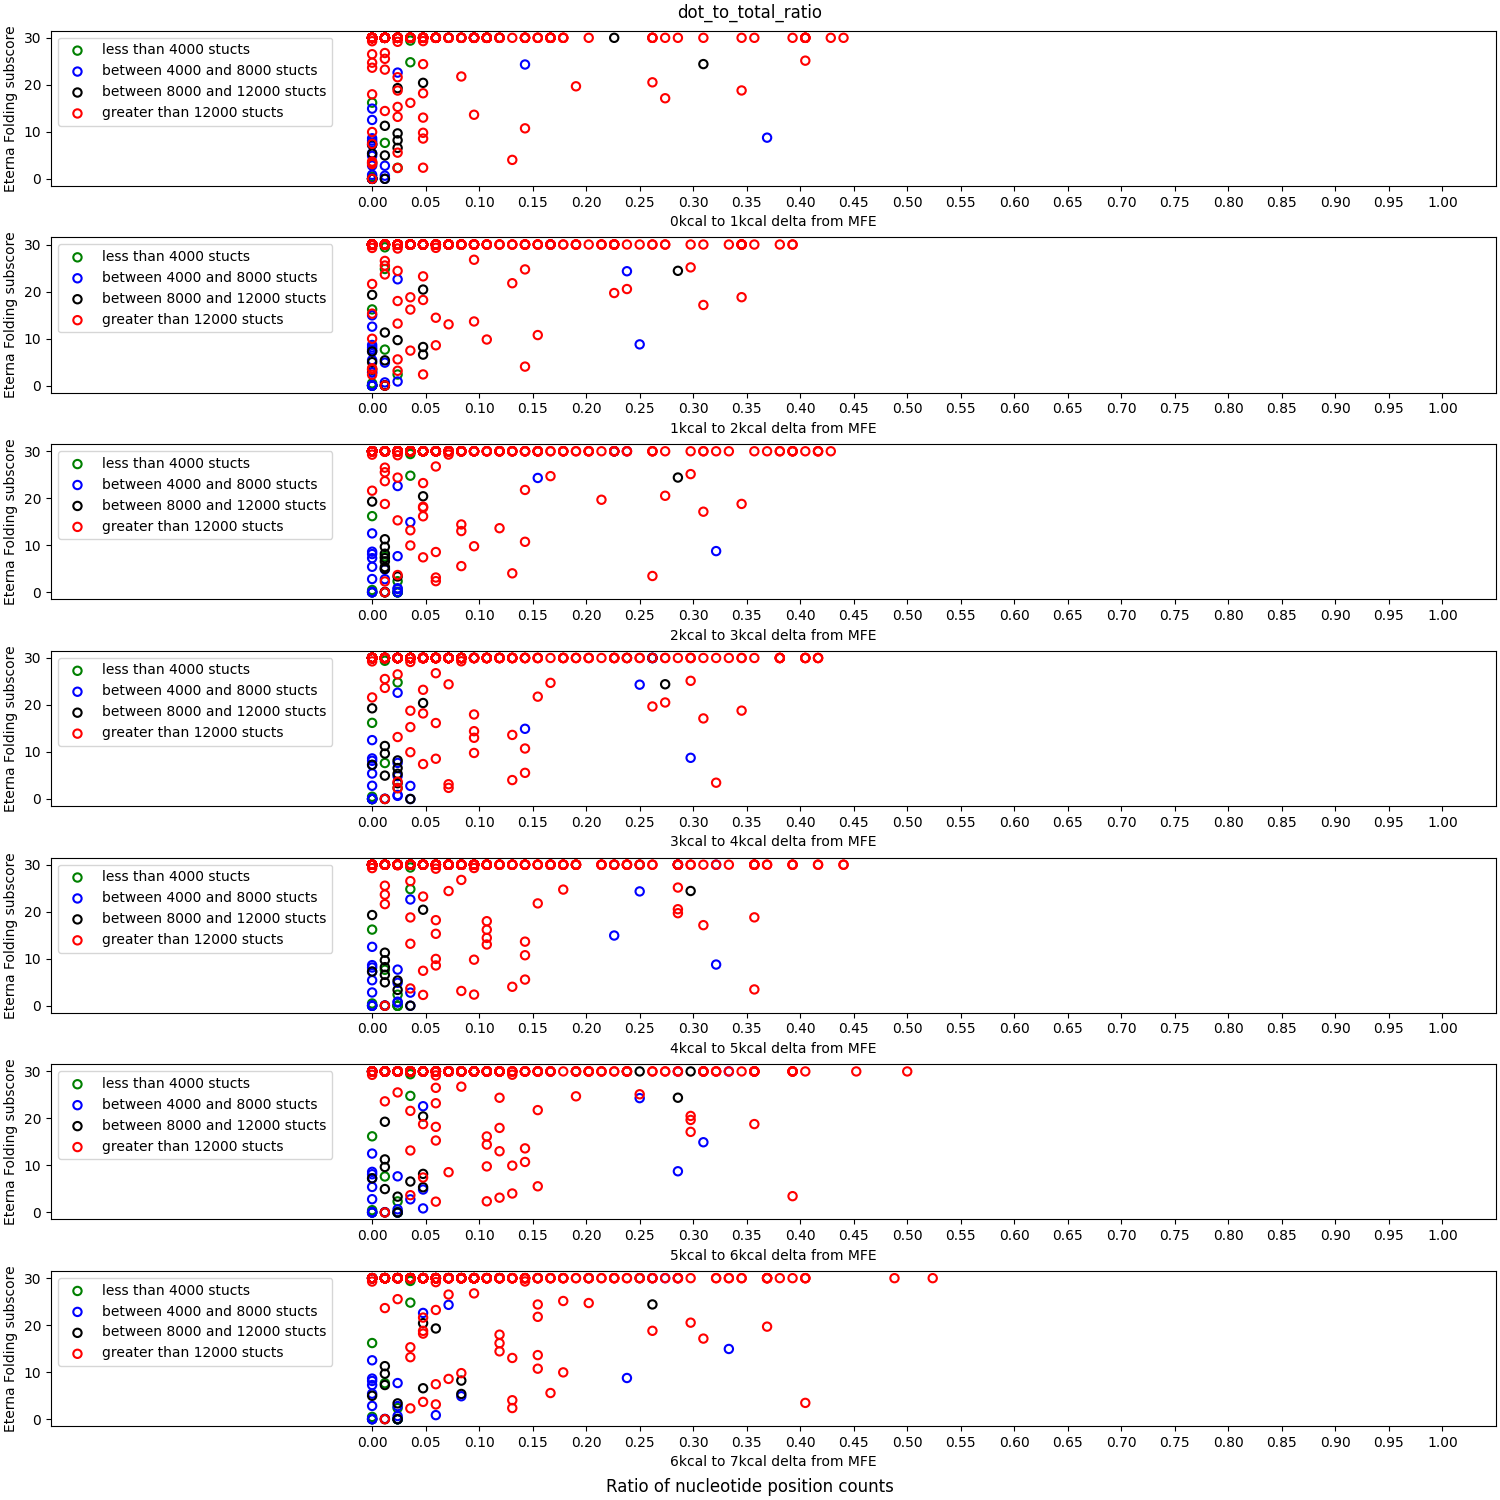 dot_to_total_ratio
Eterna Folding subscore
30
20
10
0
less than 4000 stucts
between 4000 and 8000 stucts
between 8000 and 12000 stucts
greater than 12000 stucts
0.00 0.05 0.10 0.15 0.20 0.25 0.30 0.35 0.40 0.45 0.50 0.55 0.60 0.65 0.70 0.75 0.80 0.85 0.90 0.95 1.00
0kcal to 1kcal delta from MFE
Eterna Folding subscore
30
20
10
0
less than 4000 stucts
between 4000 and 8000 stucts
between 8000 and 12000 stucts
greater than 12000 stucts
0.00 0.05 0.10 0.15 0.20 0.25 0.30 0.35 0.40 0.45 0.50 0.55 0.60 0.65 0.70 0.75 0.80 0.85 0.90 0.95 1.00
1kcal to 2kcal delta from MFE
Eterna Folding subscore
30
20
10
0
less than 4000 stucts
between 4000 and 8000 stucts
between 8000 and 12000 stucts
greater than 12000 stucts
0.00 0.05 0.10 0.15 0.20 0.25 0.30 0.35 0.40 0.45 0.50 0.55 0.60 0.65 0.70 0.75 0.80 0.85 0.90 0.95 1.00
2kcal to 3kcal delta from MFE
Eterna Folding subscore
30
20
10
0
less than 4000 stucts
between 4000 and 8000 stucts
between 8000 and 12000 stucts
greater than 12000 stucts
0.00 0.05 0.10 0.15 0.20 0.25 0.30 0.35 0.40 0.45 0.50 0.55 0.60 0.65 0.70 0.75 0.80 0.85 0.90 0.95 1.00
3kcal to 4kcal delta from MFE
Eterna Folding subscore
30
20
10
0
less than 4000 stucts
between 4000 and 8000 stucts
between 8000 and 12000 stucts
greater than 12000 stucts
0.00 0.05 0.10 0.15 0.20 0.25 0.30 0.35 0.40 0.45 0.50 0.55 0.60 0.65 0.70 0.75 0.80 0.85 0.90 0.95 1.00
4kcal to 5kcal delta from MFE
Eterna Folding subscore
30
20
10
0
less than 4000 stucts
between 4000 and 8000 stucts
between 8000 and 12000 stucts
greater than 12000 stucts
0.00 0.05 0.10 0.15 0.20 0.25 0.30 0.35 0.40 0.45 0.50 0.55 0.60 0.65 0.70 0.75 0.80 0.85 0.90 0.95 1.00
5kcal to 6kcal delta from MFE
Eterna Folding subscore
30
20
10
0
less than 4000 stucts
between 4000 and 8000 stucts
between 8000 and 12000 stucts
greater than 12000 stucts
0.00 0.05 0.10 0.15 0.20 0.25 0.30 0.35 0.40 0.45 0.50 0.55 0.60 0.65 0.70 0.75 0.80 0.85 0.90 0.95 1.00
6kcal to 7kcal delta from MFE
Ratio of nucleotide position counts